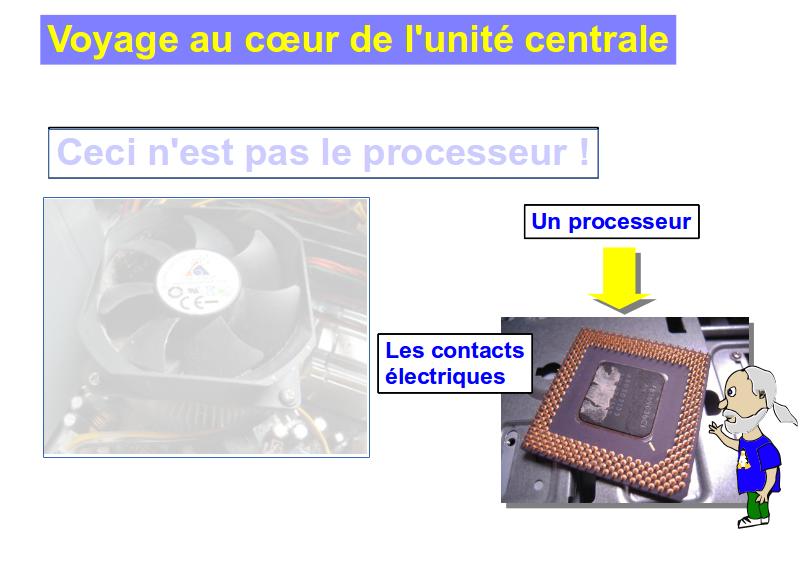 Voyage au cœur de l'unité centrale
Ceci n'est pas le processeur !
Un processeur
Les contacts
électriques